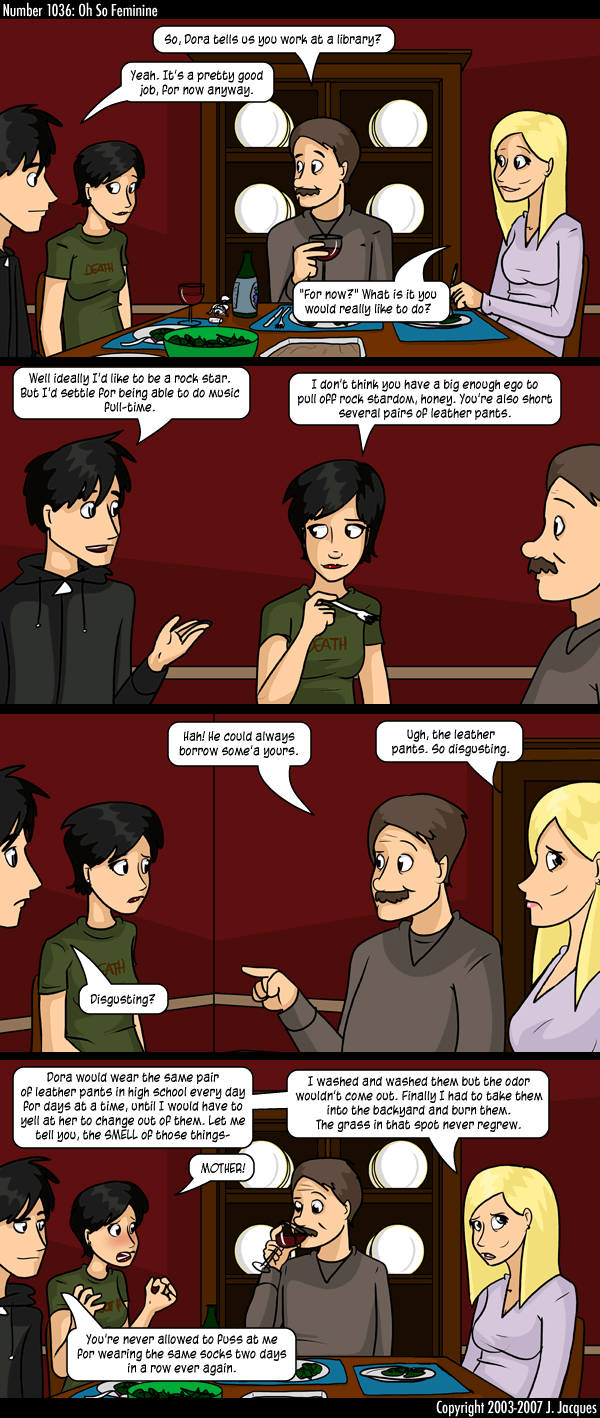 Number 1036: Oh So Feminine
So, Dora tells us you work at a library?
Yeah. It's a pretty good
job, for now anyway.
DEATH
"For now?" What is it you
would really like to do?
Well ideally I'd like to be a rock star.
But I'd settle for being able to do music
full-time.
I don't think you have a big enough ego to
pull off rock stardom, honey. You're also short
several pairs of leather pants.
DEATH
Hah! He could always
borrow some'a yours.
Ugh, the leather
pants. So disgusting.
EATH
Disgusting?
Dora would wear the same pair
of leather pants in high school every day
for days at a time, until I would have to
yell at her to change out of them. Let me
tell you, the SMELL of those things-
I washed and washed them but the odor
wouldn't come out. Finally I had to take them
into the backyard and burn them.
The grass in that spot never regrew.
MOTHER!
You're never allowed to fuss at me
for wearing the same socks two days
in a row ever again.
Copyright 2003-2007 J. Jacques